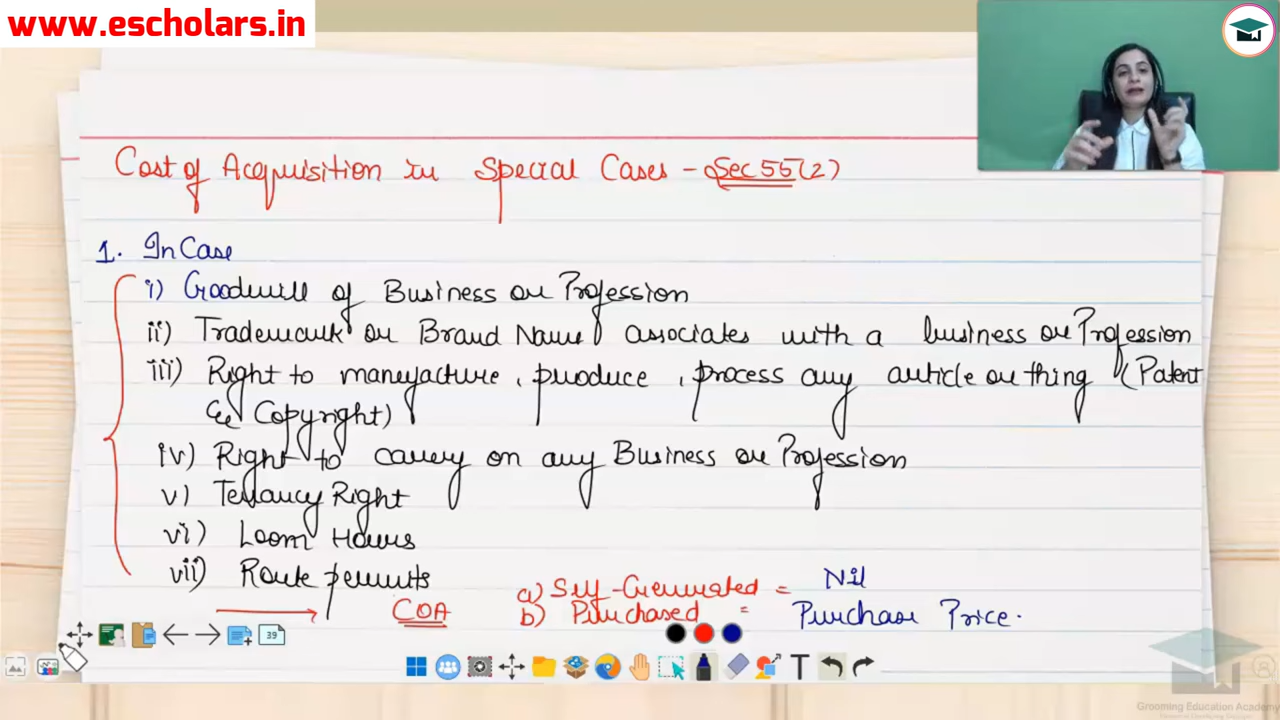 www.escholars.in
Cost of Acquisition in Special Cases - Sec 55(2)
1. In Case
i) Goodwill of Business or Profession
ii) Trademark or Brand Name associates with a business or Profession
iii) Right to manufacture, produce, process any article or thing (Patent
& Copyright)
iv) Right to carry on any Business or Profession
v) Tenancy Right
vi) Loom Hours
vii) Route permits
COA
a) Self-Generated = Nil
b) Purchased = Purchase Price.
39
T
Grooming Education Academy